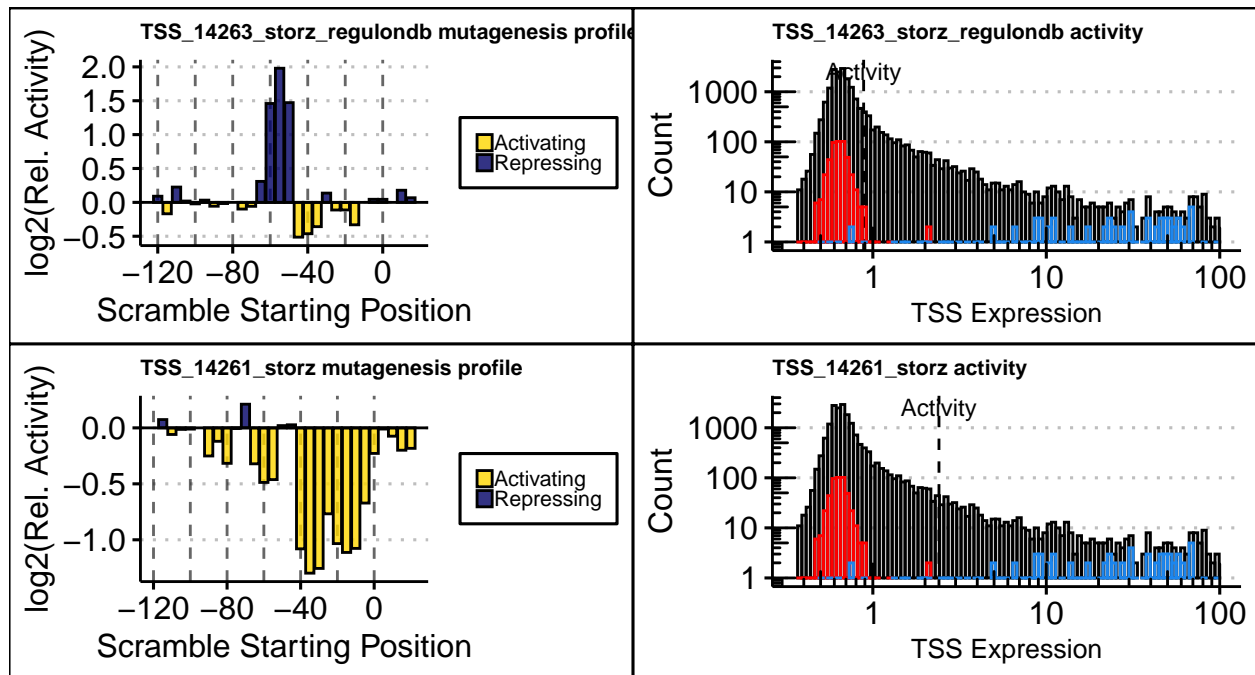 TSS_14263_storz_regulondb mutagenesis profile
log2(Rel. Activity)
2.0
1.5
1.0
0.5
0.0
−0.5
−120
−80
−40
0
Scramble Starting Position
Activating
Repressing
TSS_14263_storz_regulondb activity
Activity
Count
1000
100
10
1
1
10
100
TSS Expression
TSS_14261_storz mutagenesis profile
log2(Rel. Activity)
0.0
−0.5
−1.0
−120
−80
−40
0
Scramble Starting Position
Activating
Repressing
TSS_14261_storz activity
Activity
Count
1000
100
10
1
1
10
100
TSS Expression